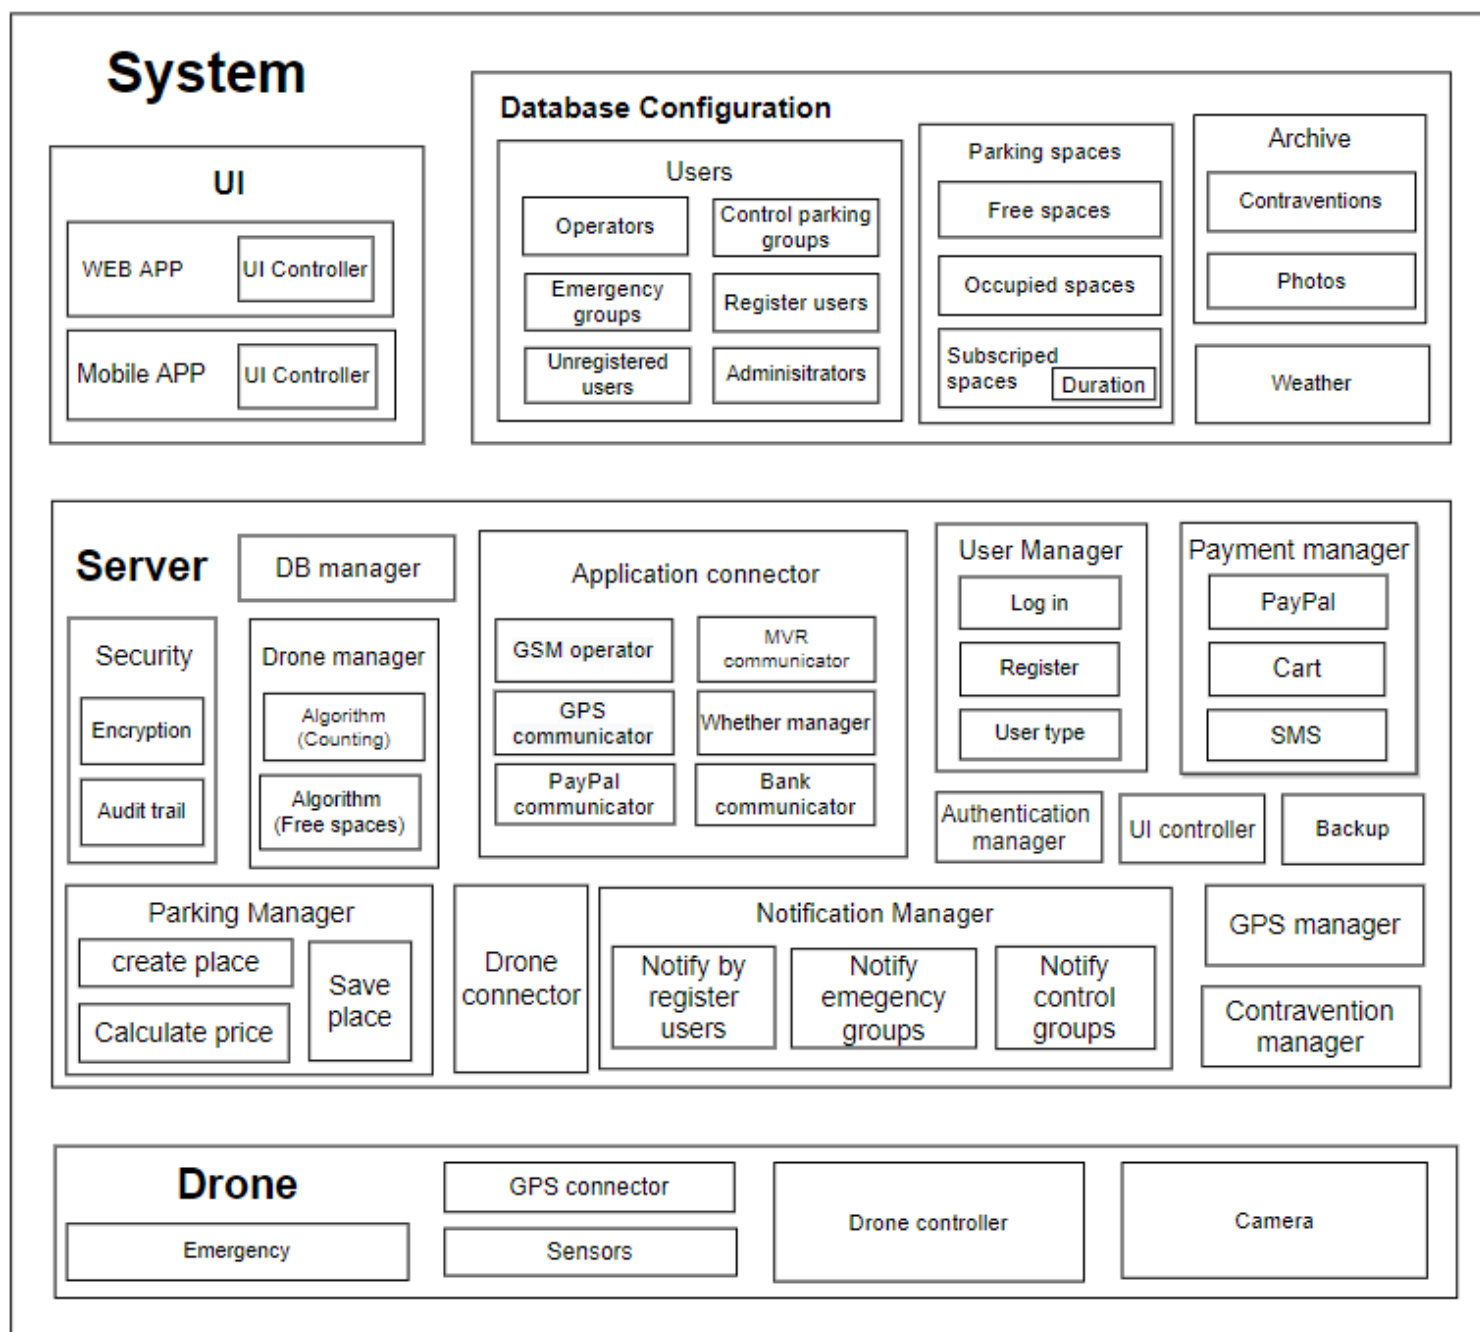 System
Database Configuration
UI
WEB APP
UI Controller
Mobile APP
UI Controller
Users
Operators
Control parking
groups
Emergency
groups
Register users
Unregistered
users
Adminisitrators
Parking spaces
Free spaces
Occupied spaces
Subscriped
spaces
Duration
Archive
Contraventions
Photos
Weather
Server
DB manager
Security
Encryption
Audit trail
Drone manager
Algorithm
(Counting)
Algorithm
(Free spaces)
Application connector
GSM operator
MVR
communicator
GPS
communicator
Whether manager
PayPal
communicator
Bank
communicator
User Manager
Log in
Register
User type
Payment manager
PayPal
Cart
SMS
Authentication
manager
UI controller
Backup
Parking Manager
create place
Calculate price
Save
place
Drone
connector
Notification Manager
Notify by
register
users
Notify
emegency
groups
Notify
control
groups
GPS manager
Contravention
manager
Drone
Emergency
GPS connector
Sensors
Drone controller
Camera